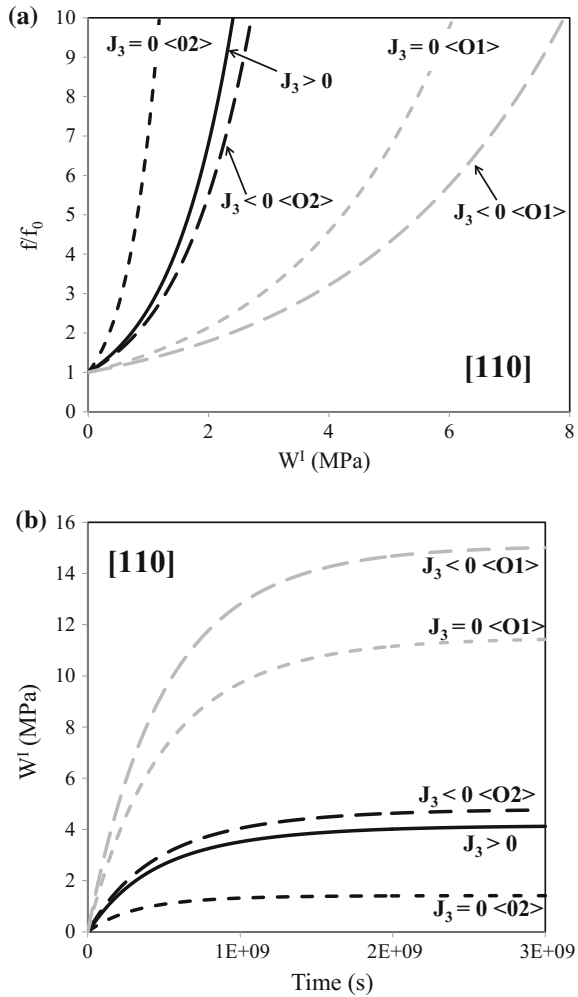 (a)
10
9
8
7
6
5
4
3
2
1
0
f/f₀
J₃ = 0 <02>
J₃ > 0
J₃ < 0 <O2>
J₃ = 0 <O1>
J₃ < 0 <O1>
[110]
0 2 4 6 8
Wᴵ (MPa)
(b)
16
14
12
10
8
6
4
2
0
Wᴵ (MPa)
[110]
J₃ < 0 <O1>
J₃ = 0 <O1>
J₃ < 0 <O2>
J₃ > 0
J₃ = 0 <02>
0 1E+09 2E+09 3E+09
Time (s)